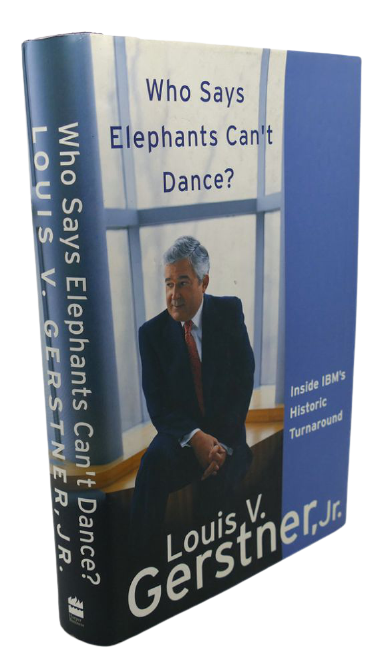 Who Says
Elephants Can't
Dance?
Inside IBM's
Historic
Turnaround
Louis V.
Gerstner, Jr.
Who Says Elephants Can't Dance?
LOUIS V. GERSTNER, JR.